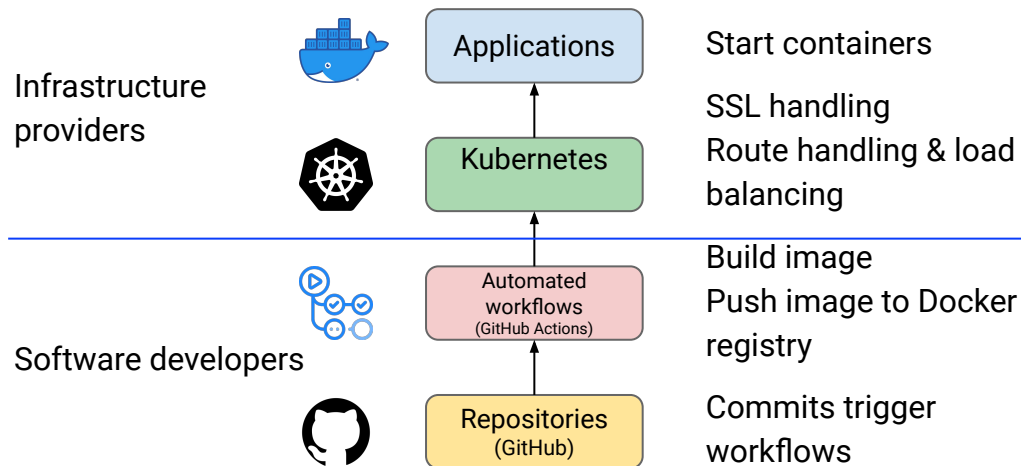 Infrastructure
providers
Applications
Start containers
Kubernetes
SSL handling
Route handling & load
balancing
Software developers
Automated
workflows
(GitHub Actions)
Build image
Push image to Docker
registry
Repositories
(GitHub)
Commits trigger
workflows